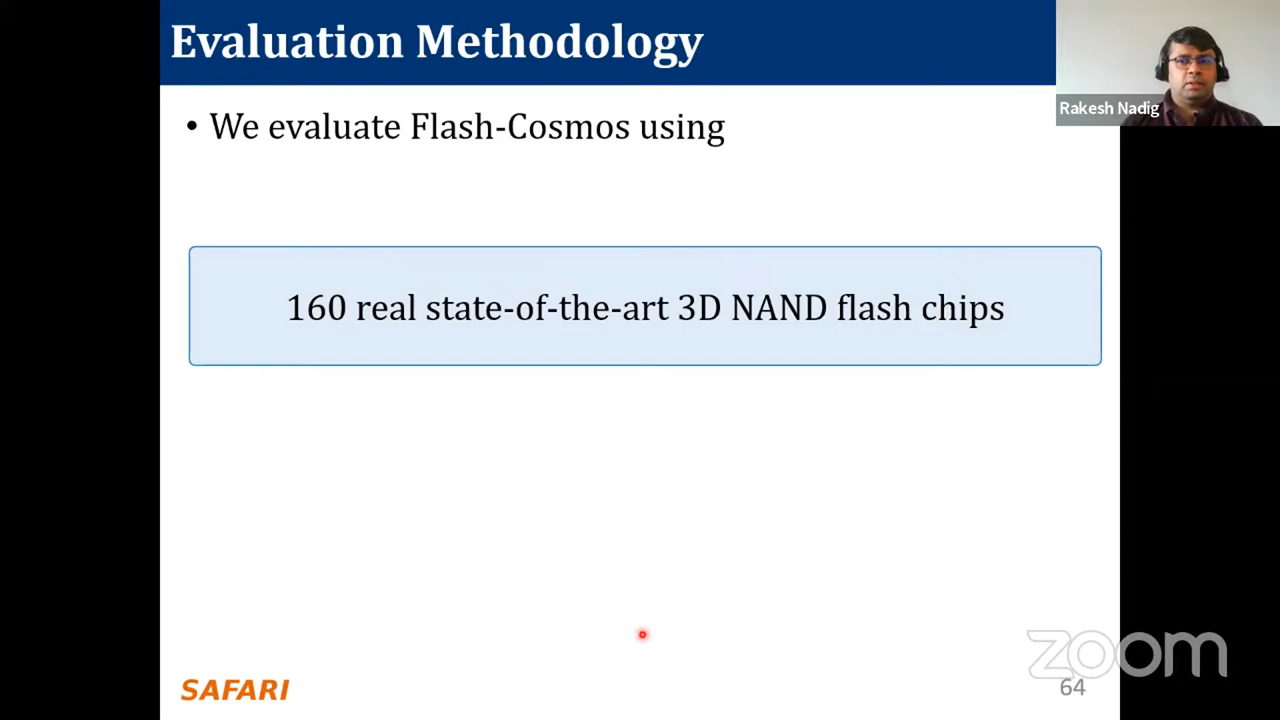 Evaluation Methodology
Rakesh Nadig
• We evaluate Flash-Cosmos using
160 real state-of-the-art 3D NAND flash chips
zoom
SAFARI
64